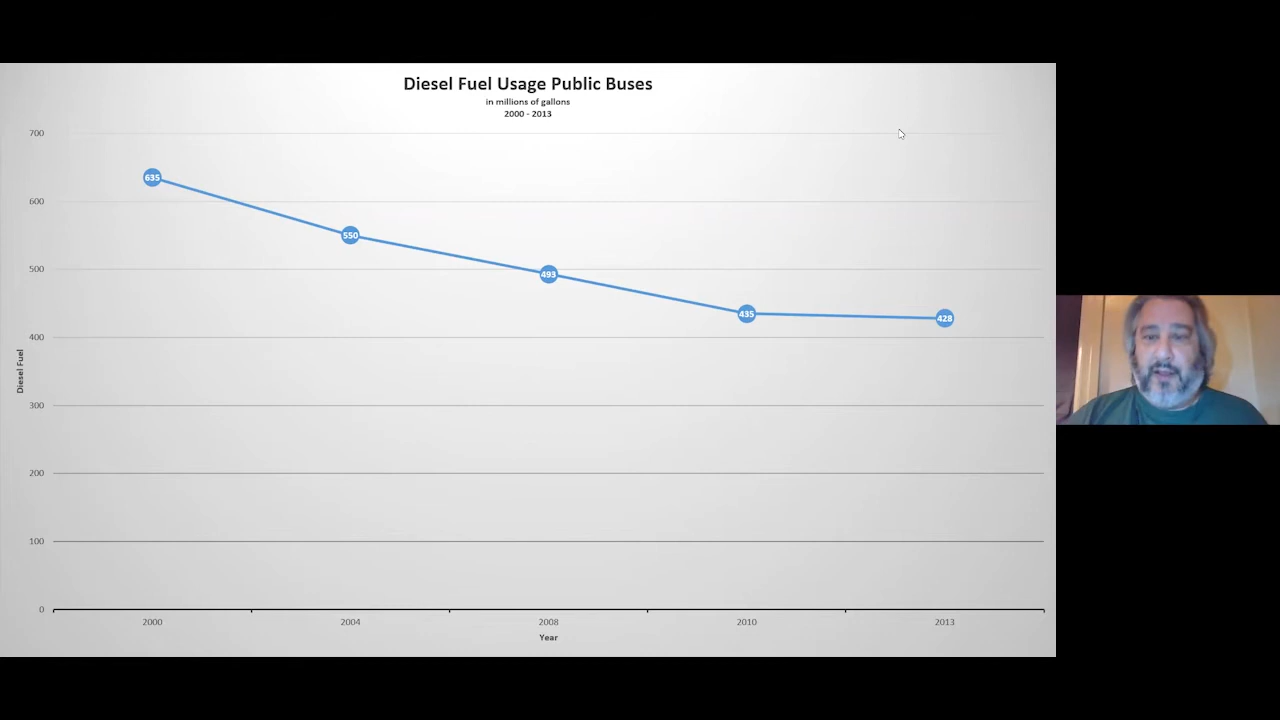 Diesel Fuel Usage Public Buses
in millions of gallons
2000 - 2013
700
600
500
400
300
200
100
0
Diesel Fuel
635
550
493
435
428
2000 2004 2008 2010 2013
Year